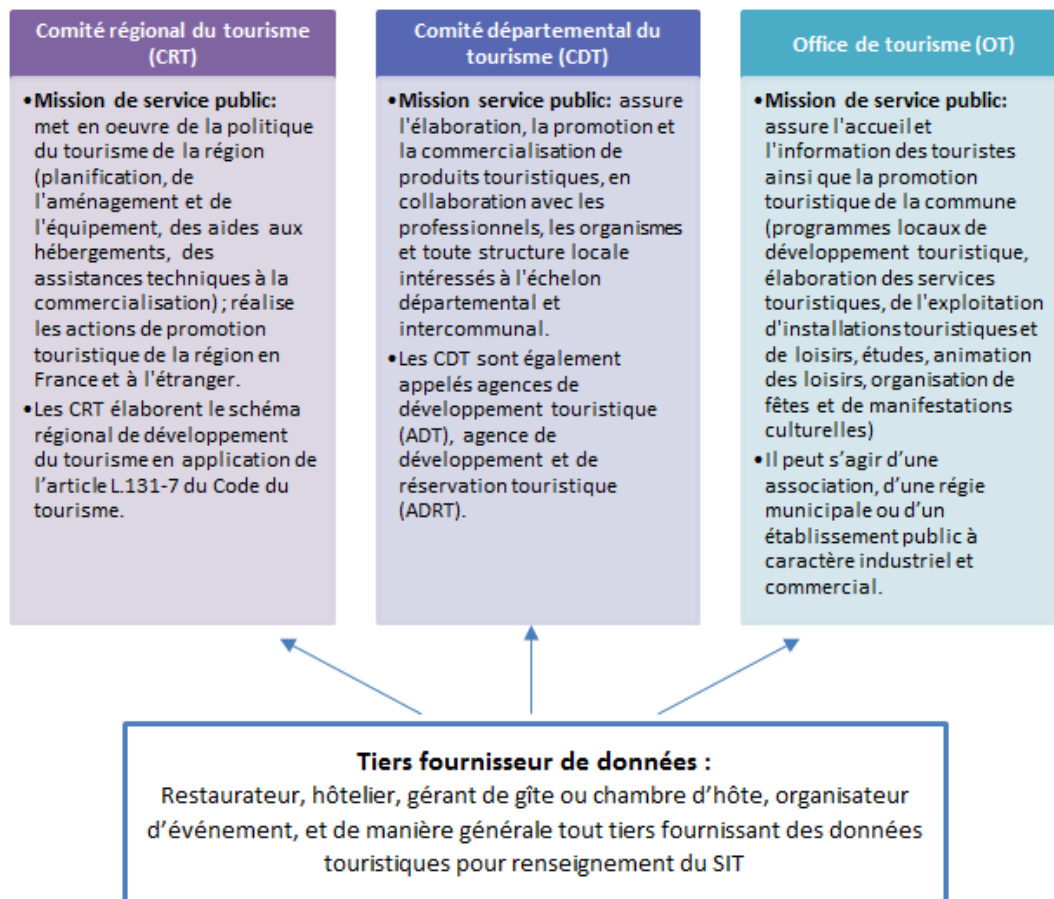 Comité régional du tourisme
(CRT)
•Mission de service public:
met en oeuvre de la politique
du tourisme de la région
(planification, de
l'aménagement et de
l'équipement, des aides aux
hébergements, des
assistances techniques à la
commercialisation) ; réalise
les actions de promotion
touristique de la région en
France et à l'étranger.
•Les CRT élaborent le schéma
régional de développement
du tourisme en application de
l’article L.131-7 du Code du
tourisme.
Comité départemental du
tourisme (CDT)
•Mission service public: assure
l'élaboration, la promotion et
la commercialisation de
produits touristiques, en
collaboration avec les
professionnels, les organismes
et toute structure locale
intéressés à l'échelon
départemental et
intercommunal.
•Les CDT sont également
appelés agences de
développement touristique
(ADT), agence de
développement et de
réservation touristique
(ADRT).
Office de tourisme (OT)
•Mission de service public:
assure l'accueil et
l'information des touristes
ainsi que la promotion
touristique de la commune
(programmes locaux de
développement touristique,
élaboration des services
touristiques, de l'exploitation
d'installations touristiques et
de loisirs, études, animation
des loisirs, organisation de
fêtes et de manifestations
culturelles)
•Il peut s’agir d’une
association, d’une régie
municipale ou d’un
établissement public à
caractère industriel et
commercial.
Tiers fournisseur de données :
Restaurateur, hôtelier, gérant de gîte ou chambre d’hôte, organisateur
d’événement, et de manière générale tout tiers fournissant des données
touristiques pour renseignement du SIT